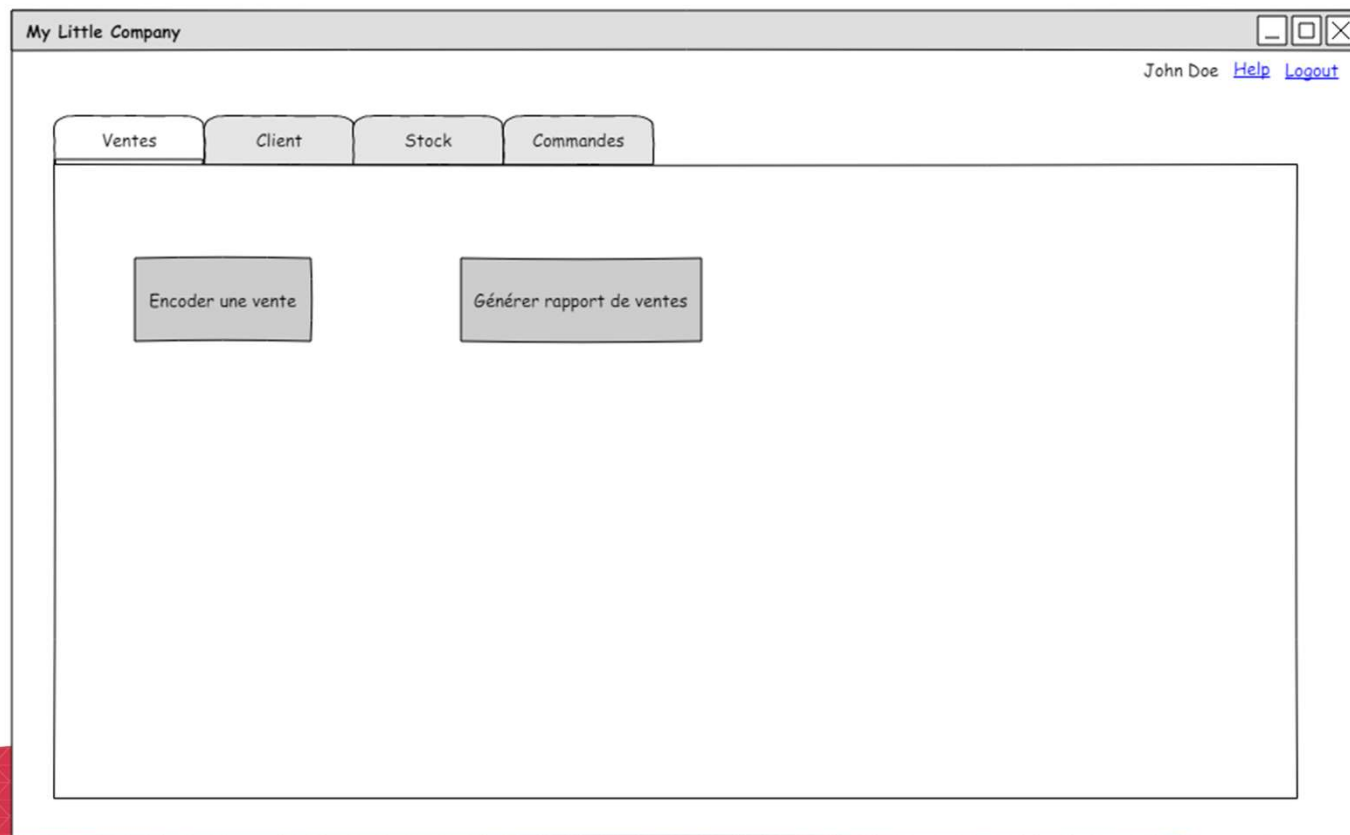 My Little Company
John Doe Help Logout
Ventes Client Stock Commandes
Encoder une vente Générer rapport de ventes